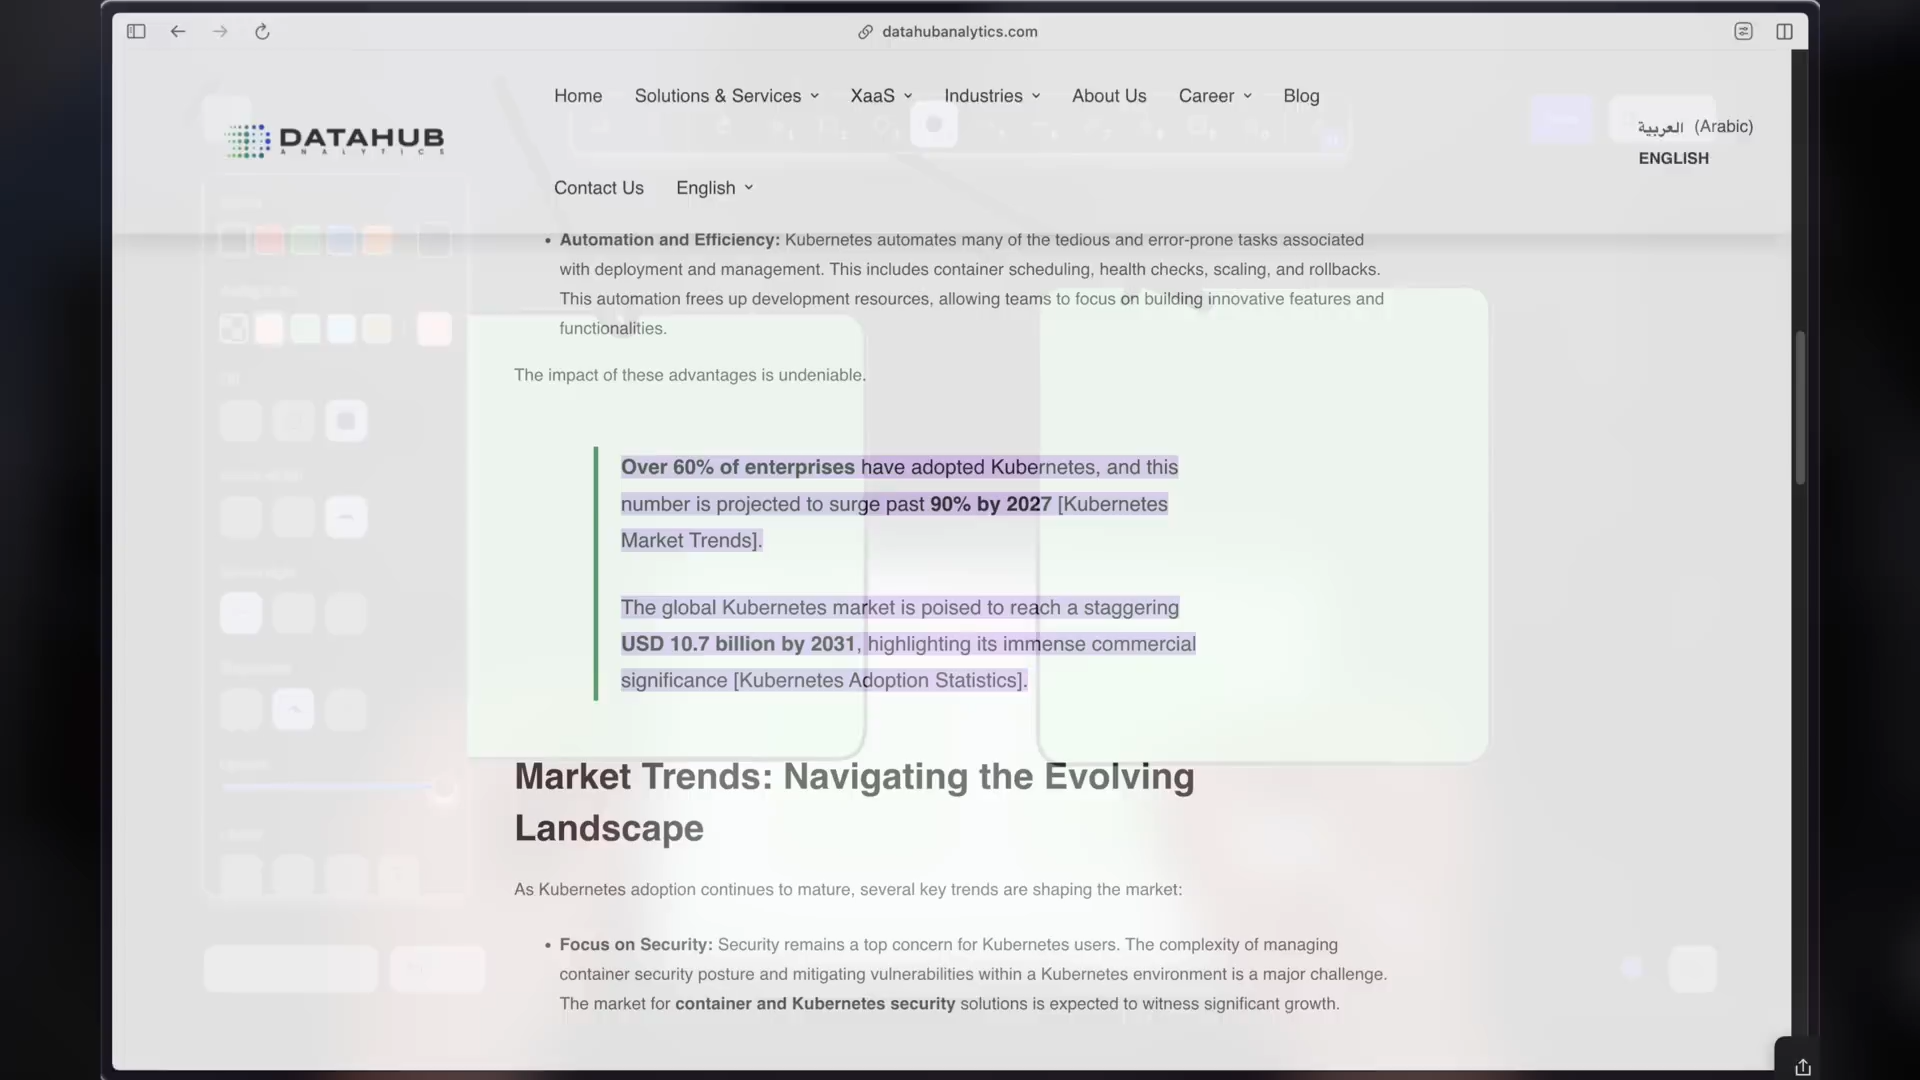 datahubanalytics.com
Home Solutions & Services XaaS Industries About Us Career Blog
العربية (Arabic)
DATAHUB
ANALYTICS
ENGLISH
Contact Us English
• Automation and Efficiency: Kubernetes automates many of the tedious and error-prone tasks associated
with deployment and management. This includes container scheduling, health checks, scaling, and rollbacks.
This automation frees up development resources, allowing teams to focus on building innovative features and
functionalities.
The impact of these advantages is undeniable.
Over 60% of enterprises have adopted Kubernetes, and this
number is projected to surge past 90% by 2027 [Kubernetes
Market Trends].
The global Kubernetes market is poised to reach a staggering
USD 10.7 billion by 2031, highlighting its immense commercial
significance [Kubernetes Adoption Statistics].
Market Trends: Navigating the Evolving
Landscape
As Kubernetes adoption continues to mature, several key trends are shaping the market:
• Focus on Security: Security remains a top concern for Kubernetes users. The complexity of managing
container security posture and mitigating vulnerabilities within a Kubernetes environment is a major challenge.
The market for container and Kubernetes security solutions is expected to witness significant growth.